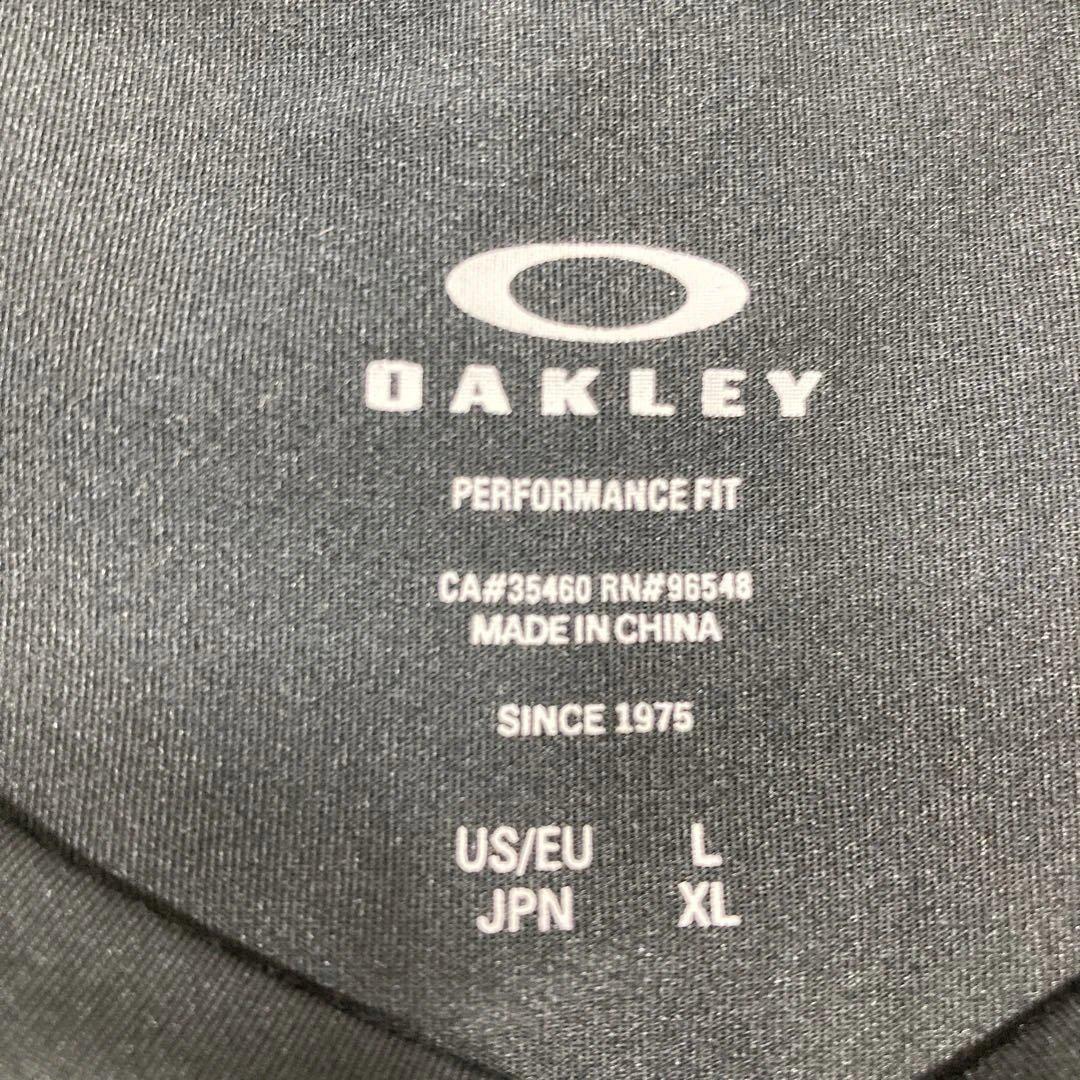 OAKLEY
PERFORMANCE FIT
CA#35460 RN#96548
MADE IN CHINA
SINCE 1975
US/EU L
JPN XL